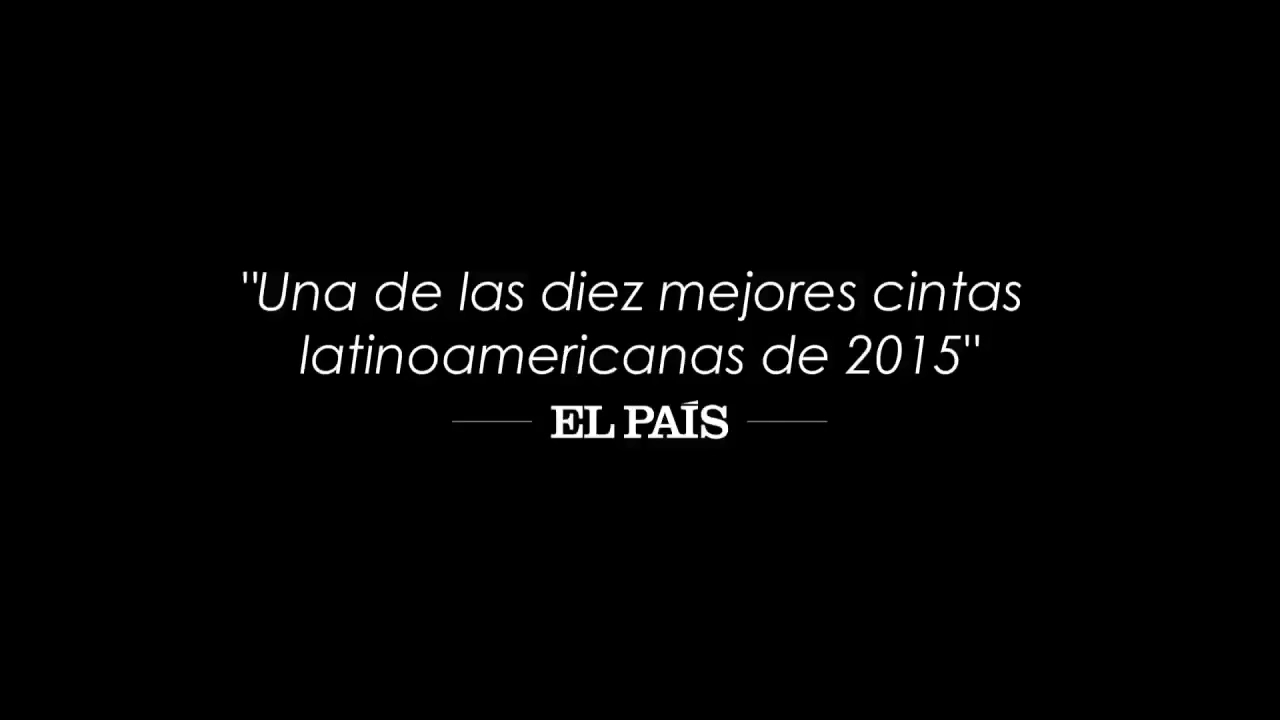 "Una de las diez mejores cintas
latinoamericanas de 2015"
EL PAÍS